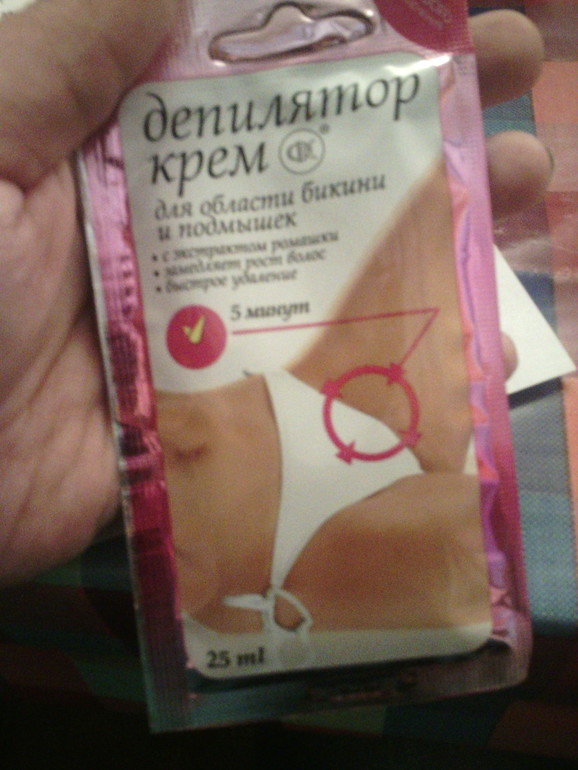 депилятор
крем ®
для области бикини
и подмышек
• с экстрактом ромашки
• замедляет рост волос
• быстрое удаление
5 минут
25 ml